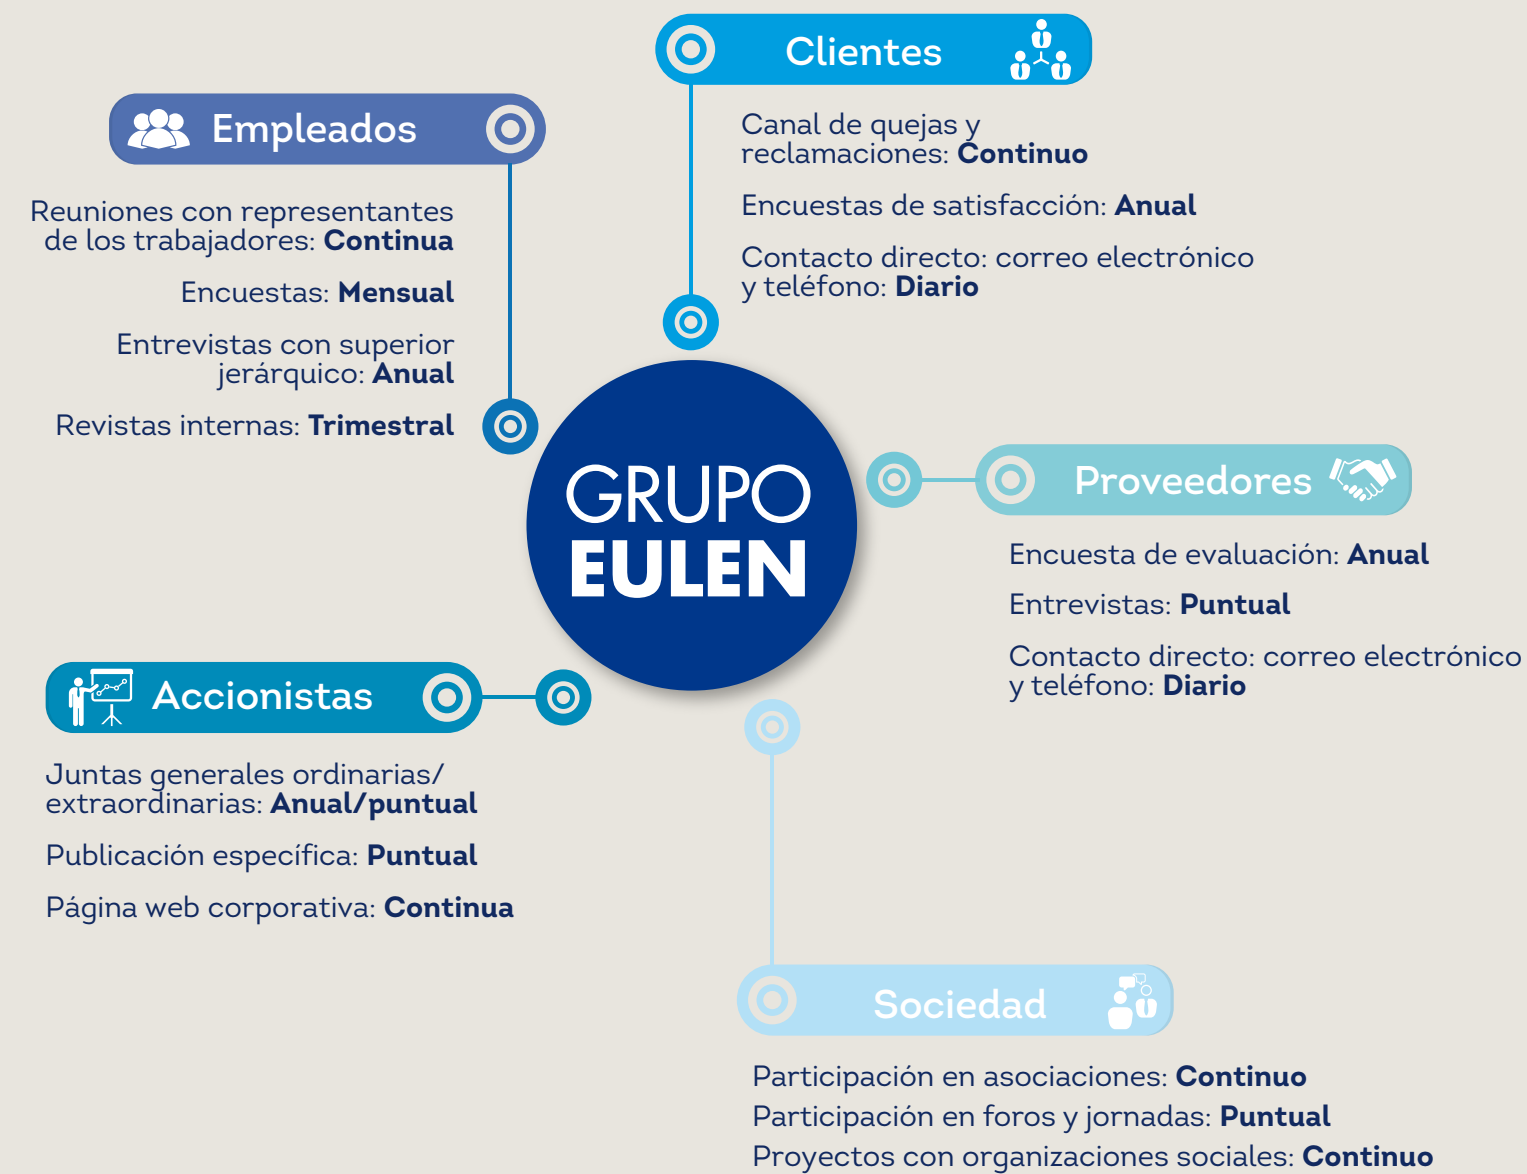 Clientes
Canal de quejas y
reclamaciones: Continuo
Encuestas de satisfacción: Anual
Contacto directo: correo electrónico
y teléfono: Diario
Empleados
Reuniones con representantes
de los trabajadores: Continua
Encuestas: Mensual
Entrevistas con superior
jerárquico: Anual
Revistas internas: Trimestral
GRUPO
EULEN
Proveedores
Encuesta de evaluación: Anual
Entrevistas: Puntual
Contacto directo: correo electrónico
y teléfono: Diario
Accionistas
Juntas generales ordinarias/
extraordinarias: Anual/puntual
Publicación específica: Puntual
Página web corporativa: Continua
Sociedad
Participación en asociaciones: Continuo
Participación en foros y jornadas: Puntual
Proyectos con organizaciones sociales: Continuo